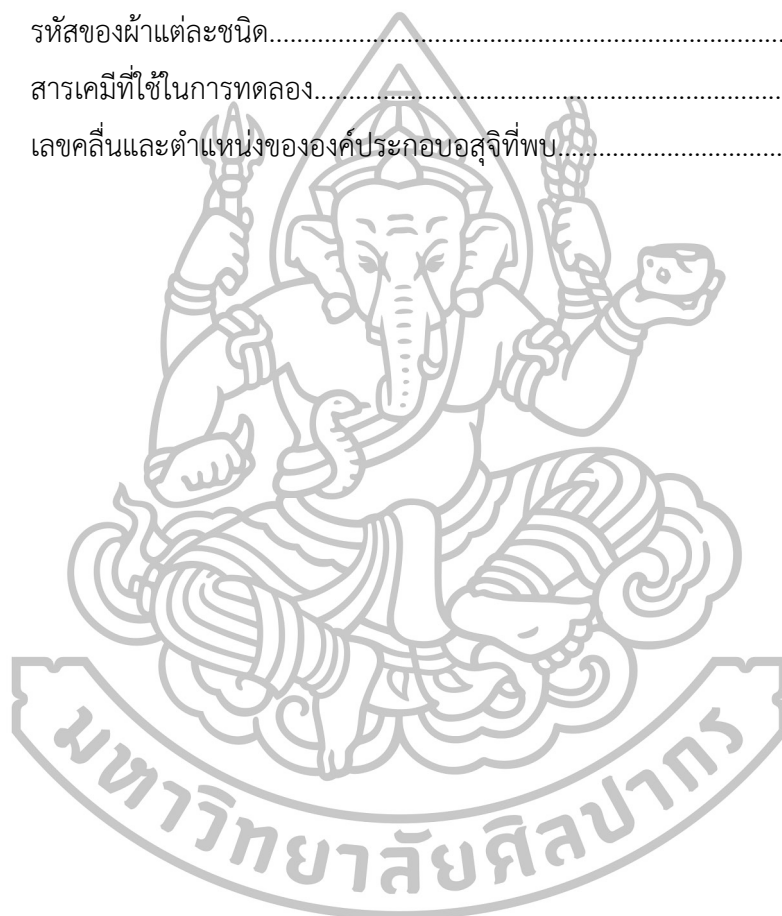 รหัสของผ้าแต่ละชนิด.......................................................................................
สารเคมีที่ใช้ในการทดลอง................................................................................
เลขคลื่นและตำแหน่งขององค์ประกอบอสุจิที่พบ......................................
มหาวิทยาลัยศิลปากร